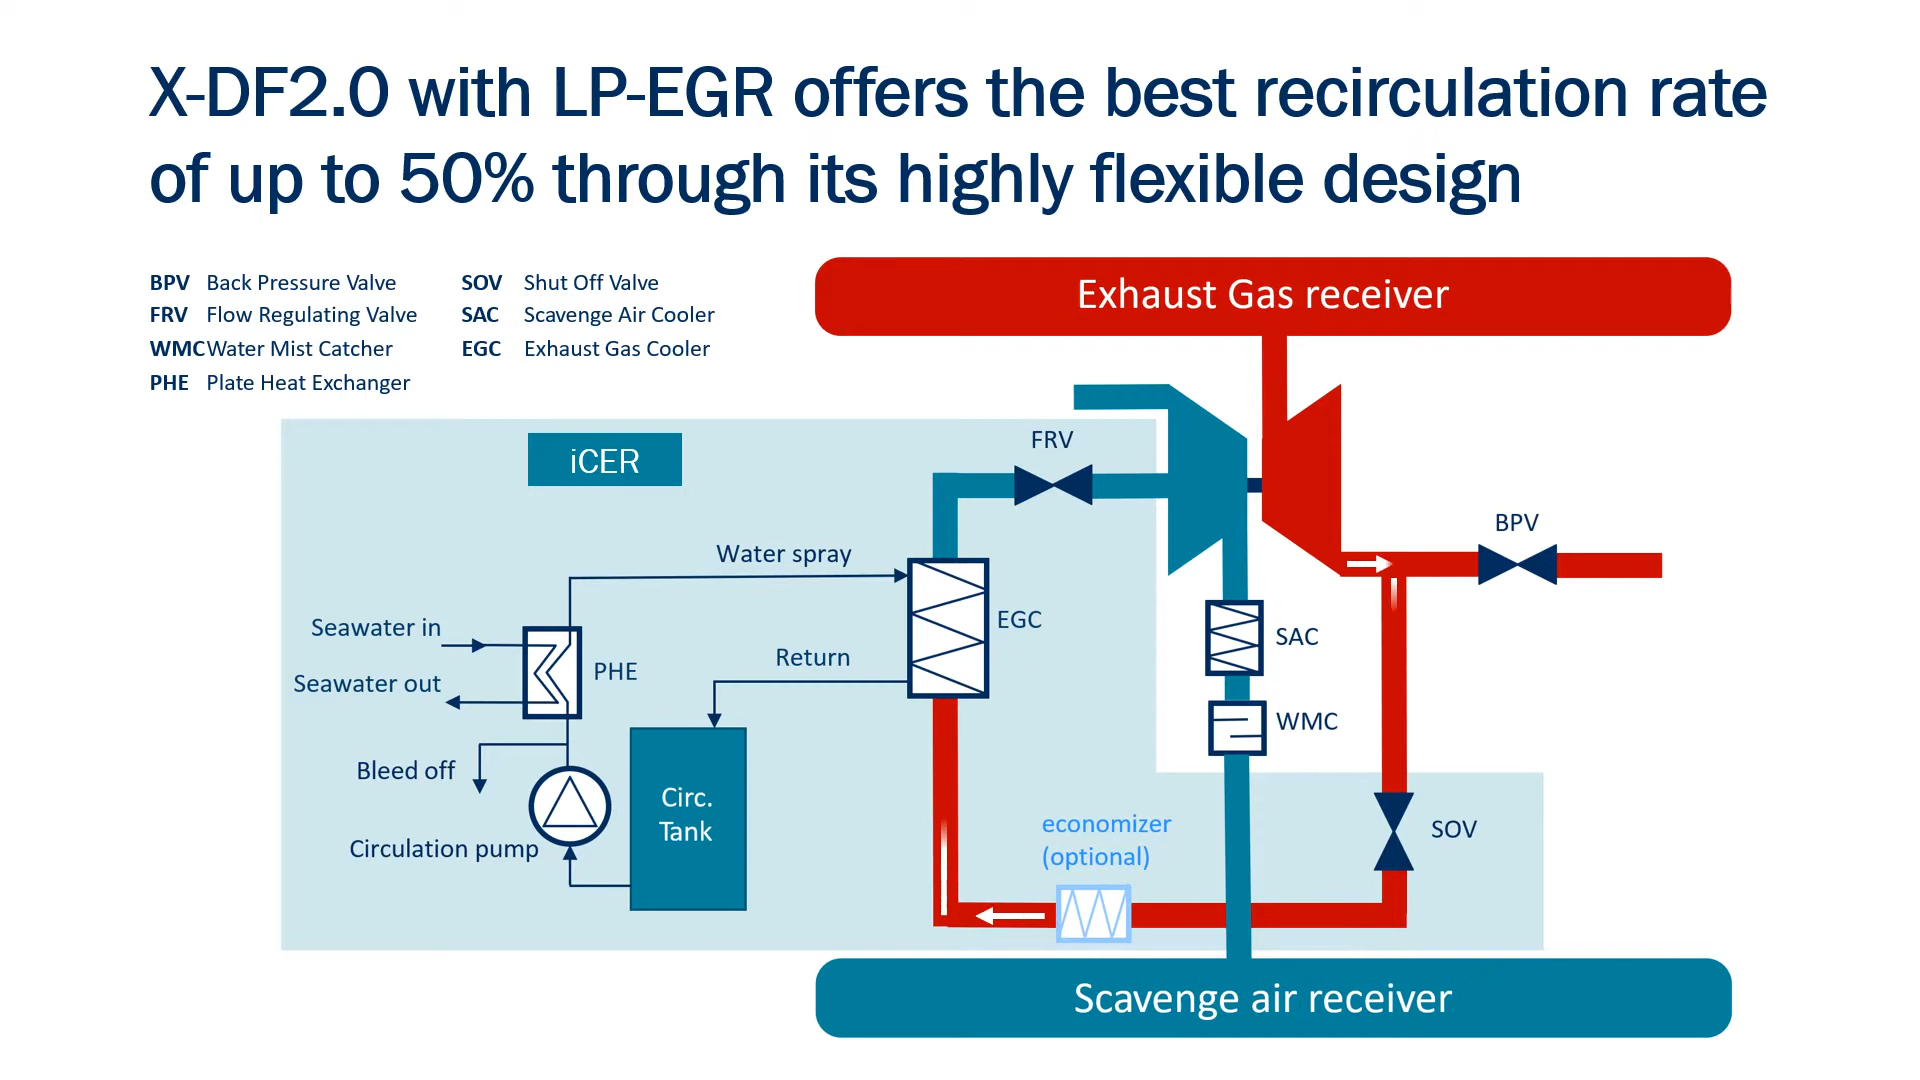 X-DF2.0 with LP-EGR offers the best recirculation rate
of up to 50% through its highly flexible design
BPV Back Pressure Valve
FRV Flow Regulating Valve
WMC Water Mist Catcher
PHE Plate Heat Exchanger
SOV Shut Off Valve
SAC Scavenge Air Cooler
EGC Exhaust Gas Cooler
Exhaust Gas receiver
iCER
FRV
BPV
Water spray
EGC
Seawater in
SAC
Return
PHE
Seawater out
WMC
Bleed off
Circ.
Tank
economizer
(optional)
SOV
Circulation pump
Scavenge air receiver